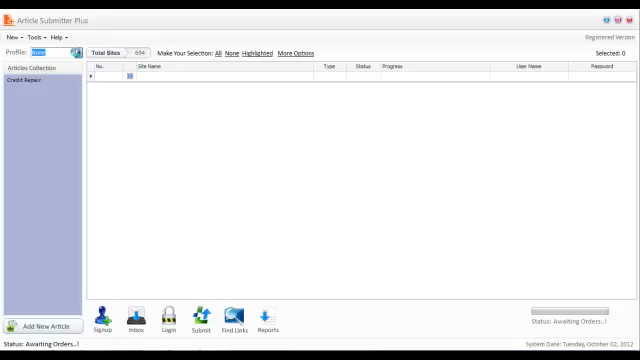 Article Submitter Plus
New Tools Help Registered Version
Profile: None Total Sites 694 Make Your Selection: All None Highlighted More Options Selected: 0
Articles Collection No. Site Name Type Status Progress User Name Password
Credit Repair
Add New Article Signup Inbox Login Submit Find Links Reports Status: Awaiting Orders..!
Status: Awaiting Orders..! System Date: Tuesday, October 02, 2012